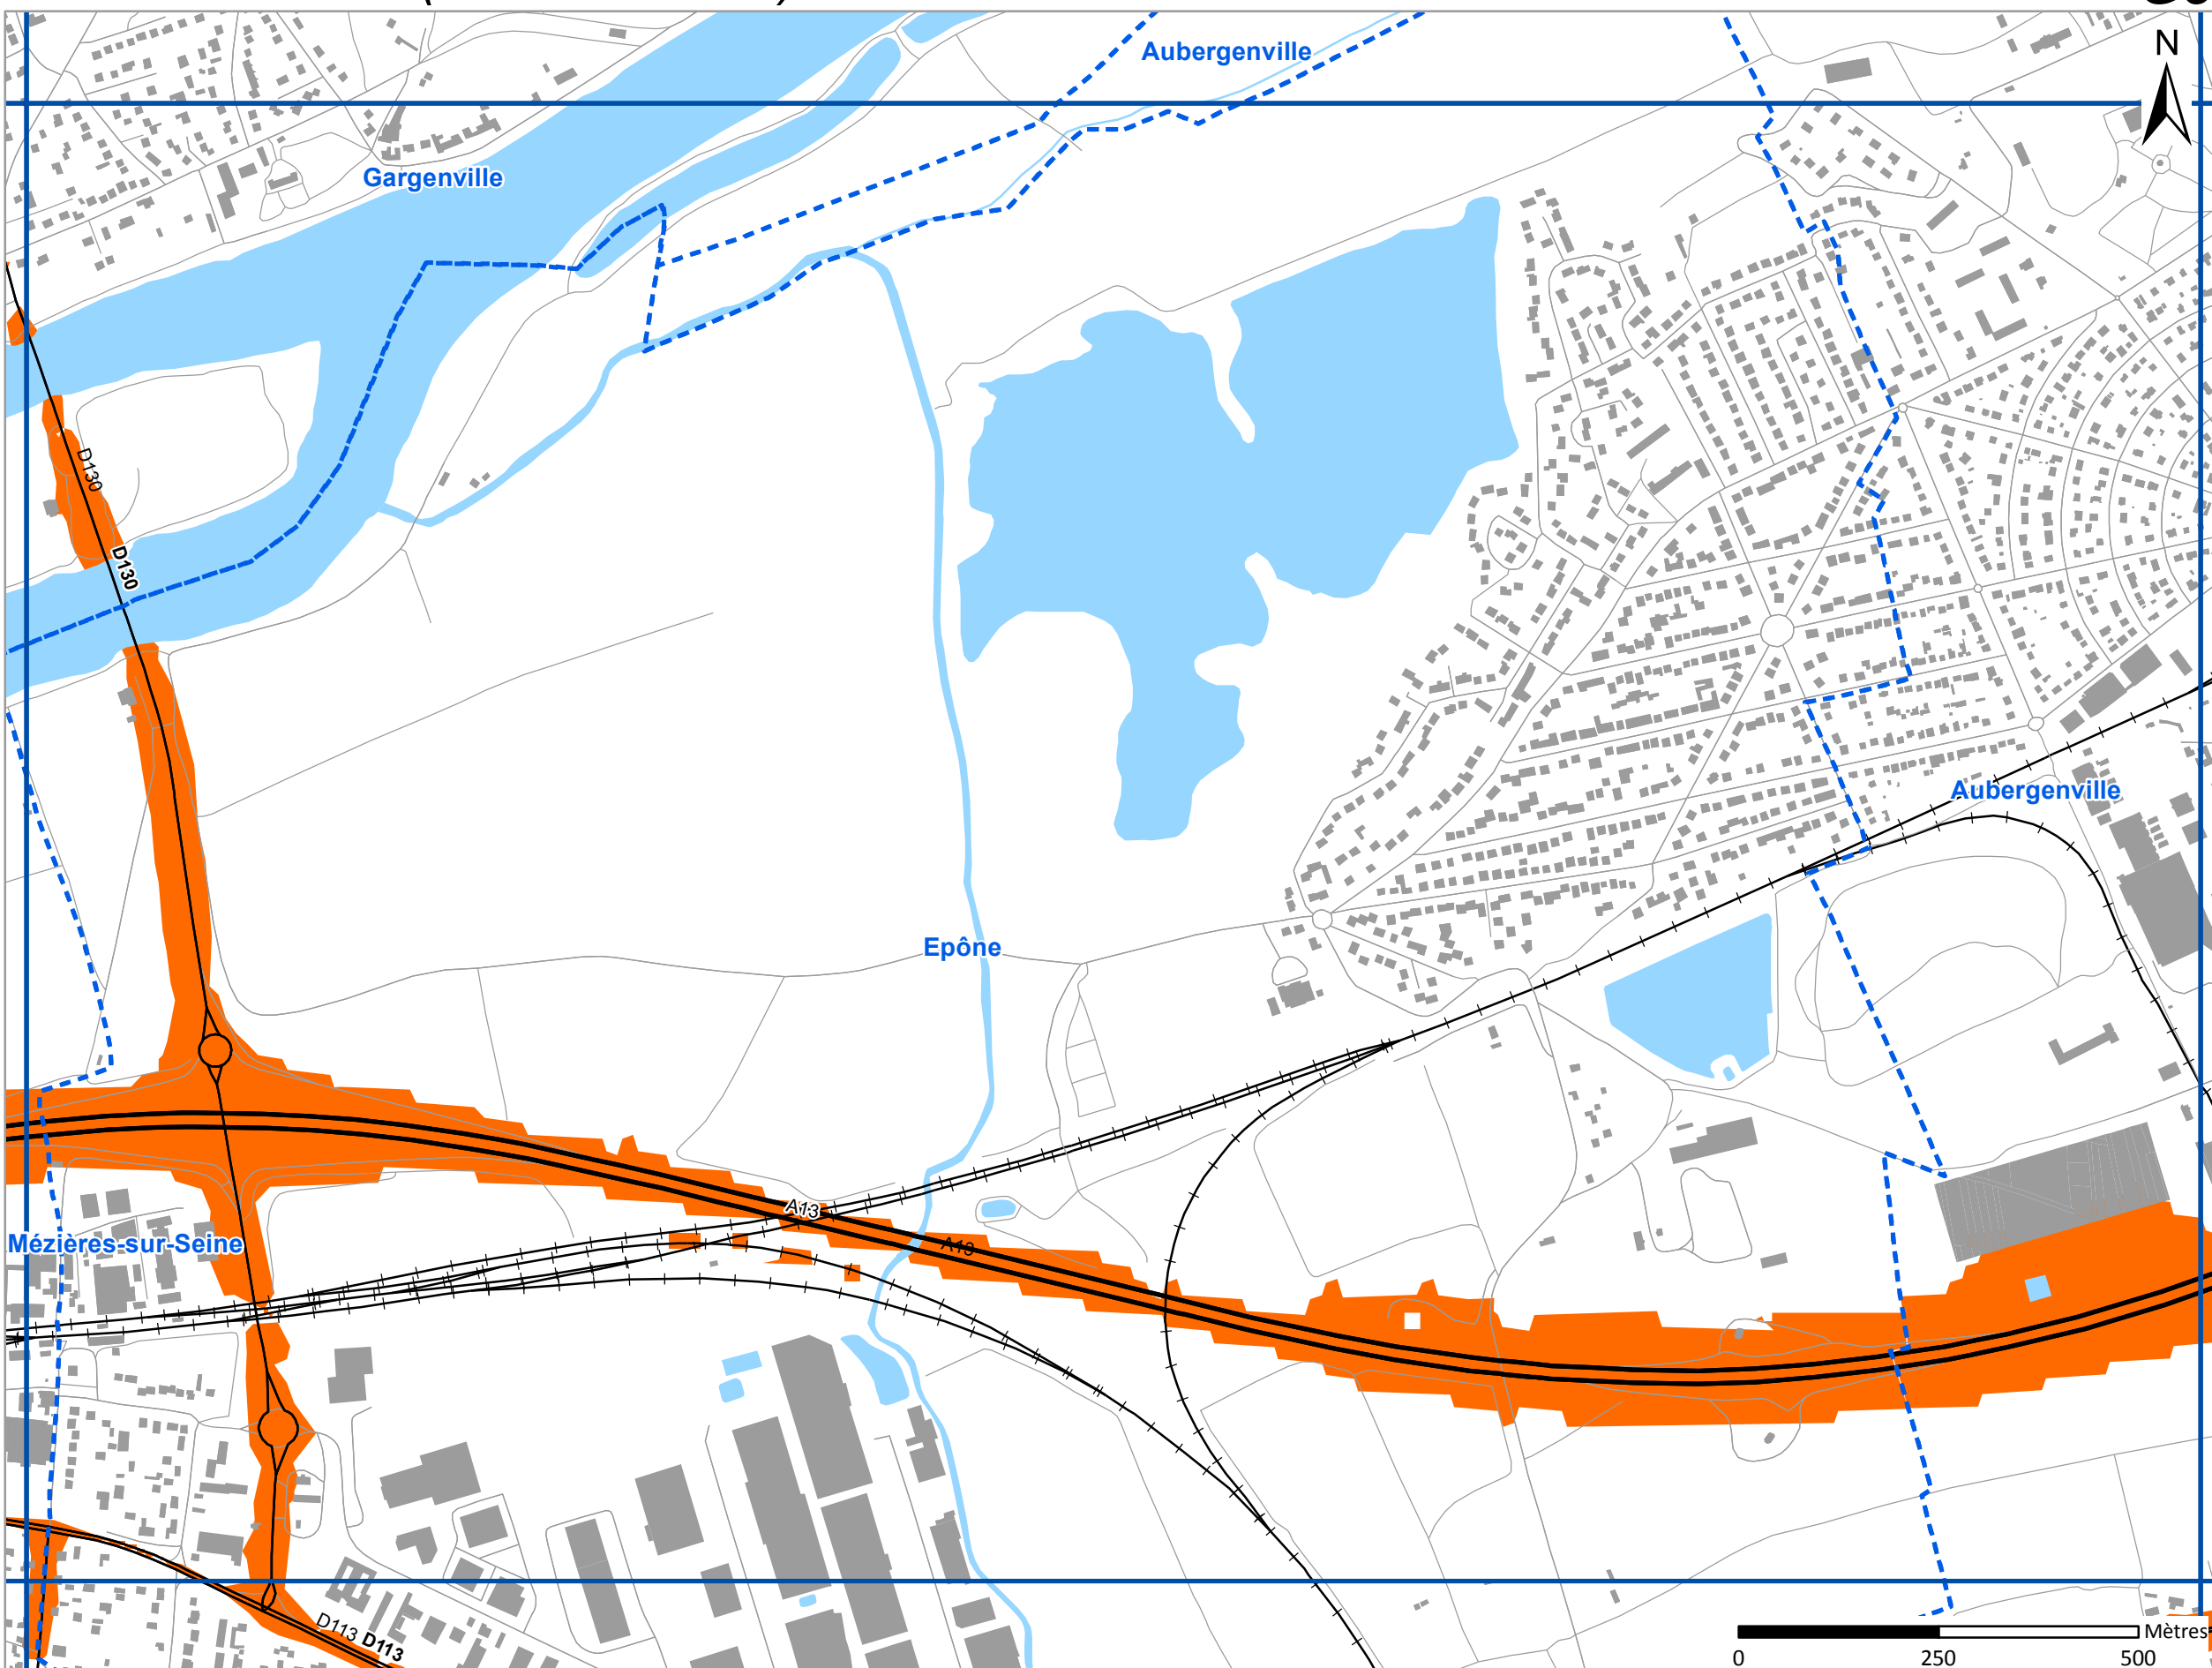 Aubergenville
N
Gargenville
D130
D130
Aubergenville
Epône
A13
Mézières-sur-Seine
A13
D113 D113
Mètres
0 250 500